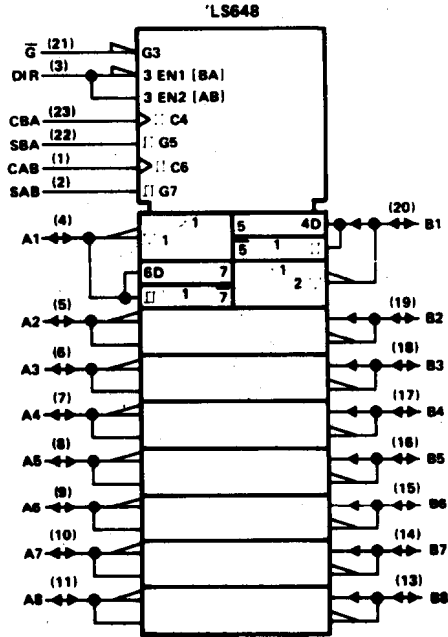 'LS648
G̅ (21) G3
DIR (3) 3 EN1 [BA]
3 EN2 [AB]
CBA (23) C4
SBA (22) G5
CAB (1) C6
SAB (2) G7
A1 (4) 1 1 5 4D (20) B1
5̅ 1
6D 7 1 2
1 7̅
A2 (5) (19) B2
A3 (6) (18) B3
A4 (7) (17) B4
A5 (8) (16) B5
A6 (9) (15) B6
A7 (10) (14) B7
A8 (11) (13) B8